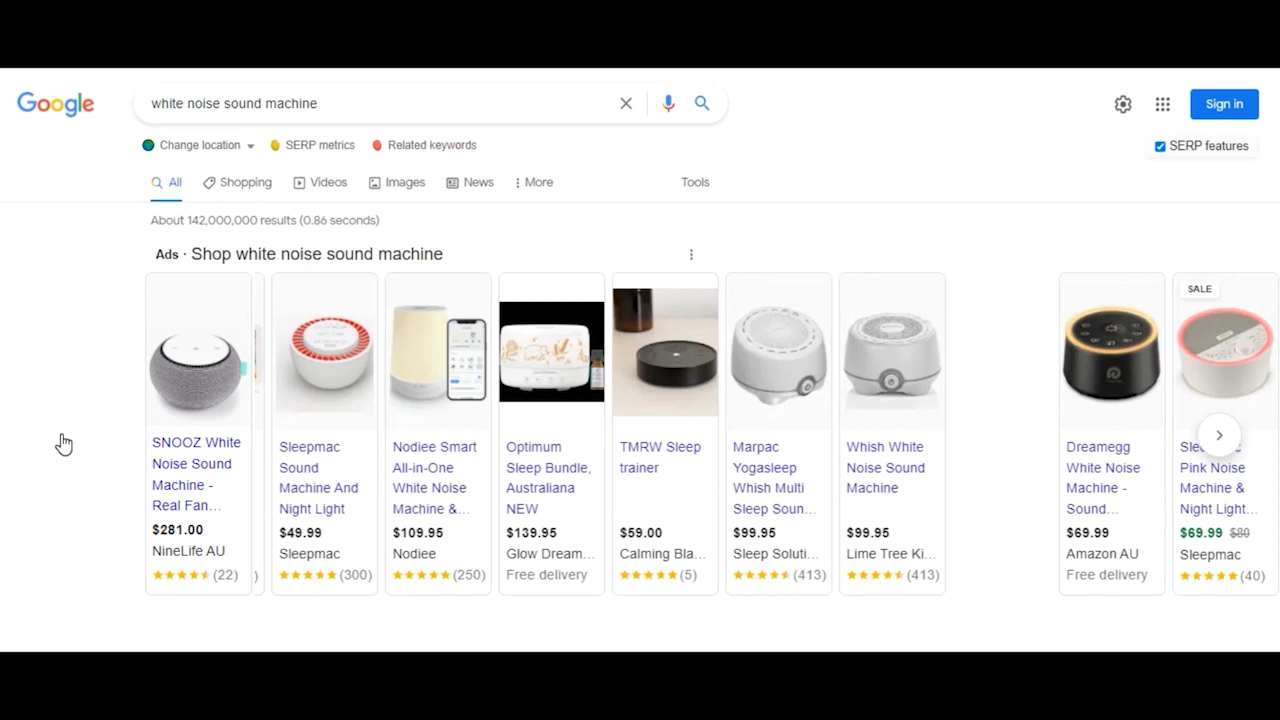 Google
white noise sound machine
Sign in
Change location
SERP metrics
Related keywords
SERP features
All
Shopping
Videos
Images
News
More
Tools
About 142,000,000 results (0.86 seconds)
Ads · Shop white noise sound machine
SNOOZ White
Noise Sound
Machine -
Real Fan...
$281.00
NineLife AU
(22)
)
Sleepmac
Sound
Machine And
Night Light
$49.99
Sleepmac
(300)
Nodiee Smart
All-in-One
White Noise
Machine &...
$109.95
Nodiee
(250)
Optimum
Sleep Bundle,
Australiana
NEW
$139.95
Glow Dream...
Free delivery
TMRW Sleep
trainer
$59.00
Calming Bla...
(5)
Marpac
Yogasleep
Whish Multi
Sleep Soun...
$99.95
Sleep Soluti...
(413)
Whish White
Noise Sound
Machine
$99.95
Lime Tree Ki...
(413)
Dreamegg
White Noise
Machine -
Sound...
$69.99
Amazon AU
Free delivery
SALE
Pink Noise
Machine &
Night Light...
$69.99 $80
Sleepmac
(40)